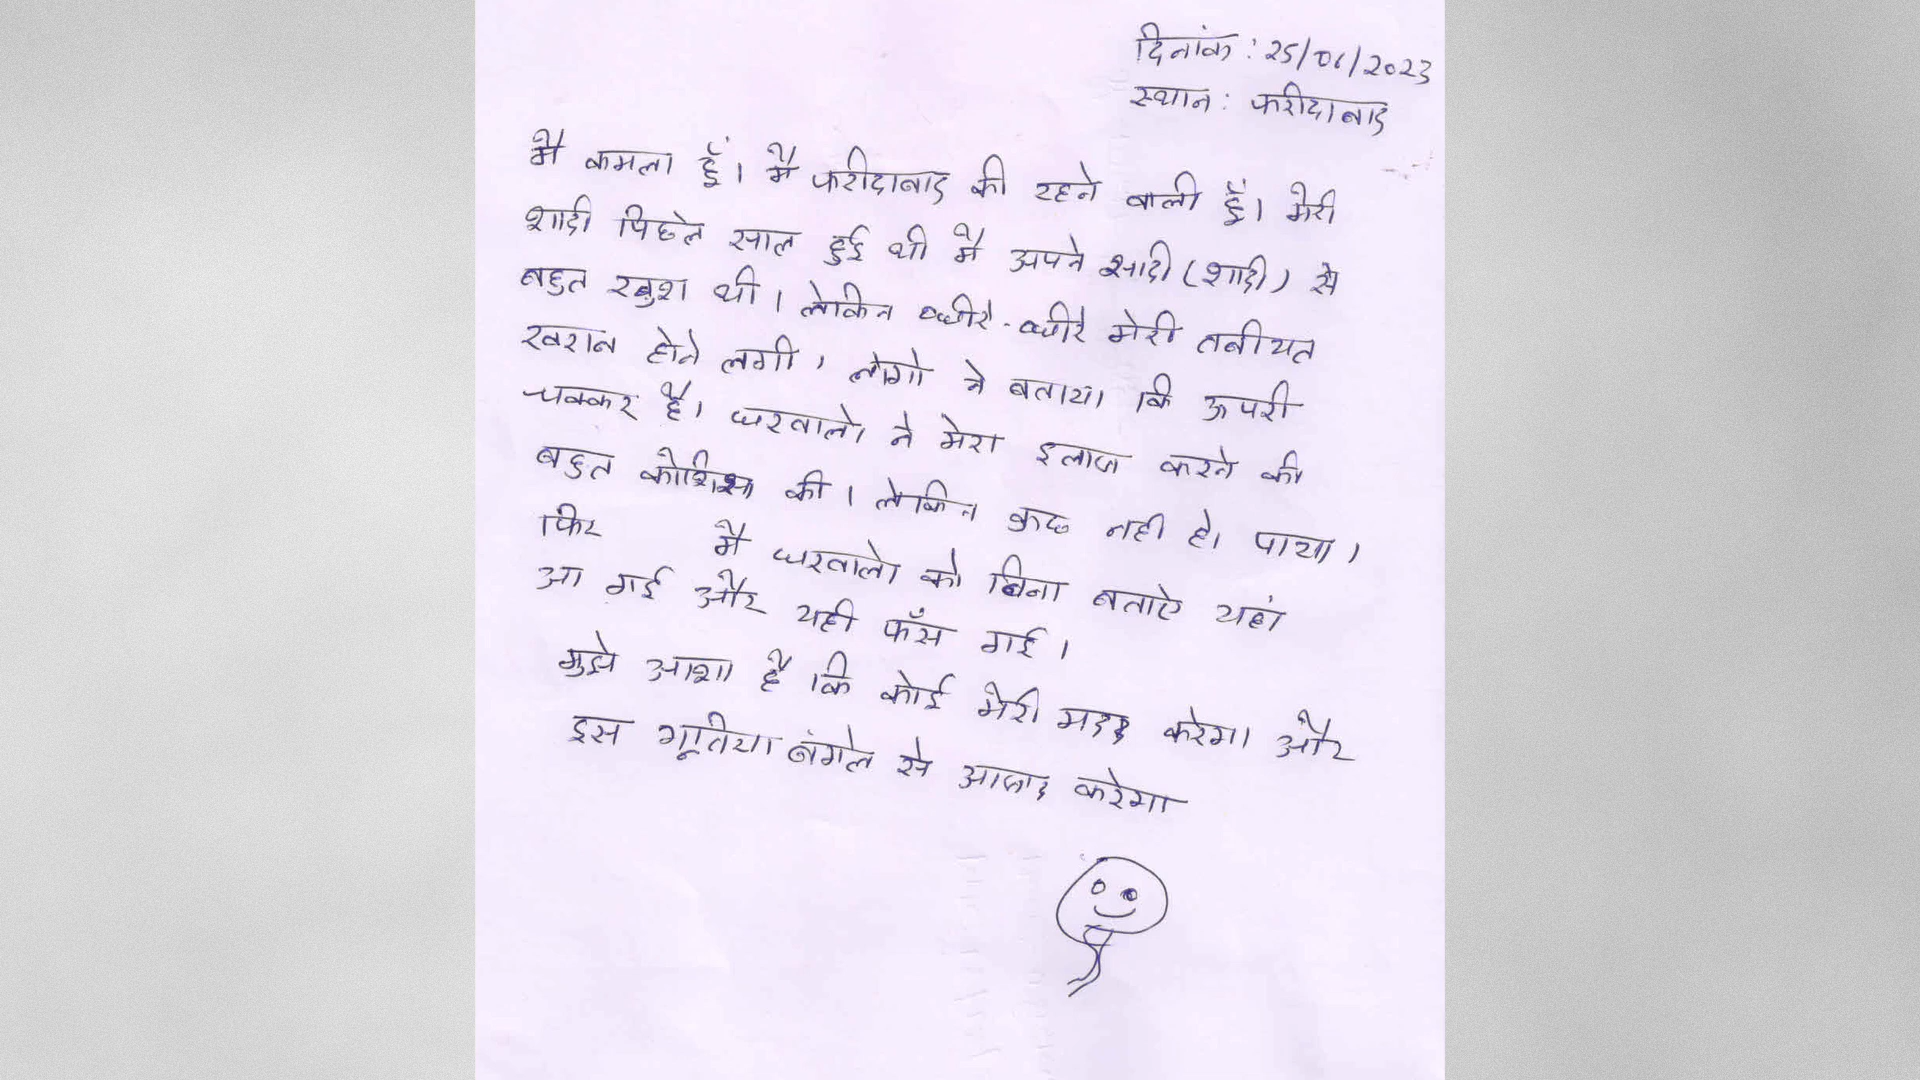 दिनांक : 25/06/2023
स्थान : फरीदाबाद
मै कमला हूँ। मै फरीदाबाद की रहने वाली हूँ। मेरी
शादी पिछले साल हुई थी मै अपने सादी (शादी) से
बहुत खुश थी। लेकिन धीरे-धीरे मेरी तबीयत
खराब होने लगी, लोगो ने बताया कि ऊपरी
चक्कर है। घरवालो ने मेरा इलाज करने की
बहुत कोशिश की। लेकिन कुछ नही हो पाया।
फिर मै घरवालो को बिना बताऐ यहां
आ गई और यही फँस गई।
मुझे आशा है कि कोई मेरी मदद करेगा और
इस भूतिया बंगले से आजाद करेगा